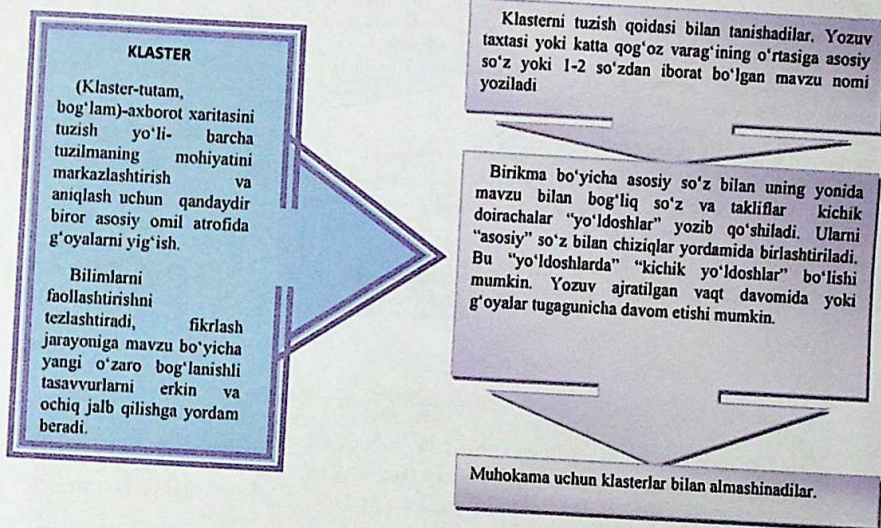 KLASTER
(Klaster-tutam,
bog‘lam)-axborot xaritasini
tuzish yo‘li- barcha
tuzilmaning mohiyatini
markazlashtirish va
aniqlash uchun qandaydir
biror asosiy omil atrofida
g‘oyalarni yig‘ish.
Bilimlarni
faollashtirishni
tezlashtiradi, fikrlash
jarayoniga mavzu bo‘yicha
yangi o‘zaro bog‘lanishli
tasavvurlarni erkin va
ochiq jalb qilishga yordam
beradi.
Klasterni tuzish qoidasi bilan tanishadilar. Yozuv
taxtasi yoki katta qog‘oz varag‘ining o‘rtasiga asosiy
so‘z yoki 1-2 so‘zdan iborat bo‘lgan mavzu nomi
yoziladi
Birikma bo‘yicha asosiy so‘z bilan uning yonida
mavzu bilan bog‘liq so‘z va takliflar kichik
doirachalar “yo‘ldoshlar” yozib qo‘shiladi. Ularni
“asosiy” so‘z bilan chiziqlar yordamida birlashtiriladi.
Bu “yo‘ldoshlarda” “kichik yo‘ldoshlar” bo‘lishi
mumkin. Yozuv ajratilgan vaqt davomida yoki
g‘oyalar tugagunicha davom etishi mumkin.
Muhokama uchun klasterlar bilan almashinadilar.